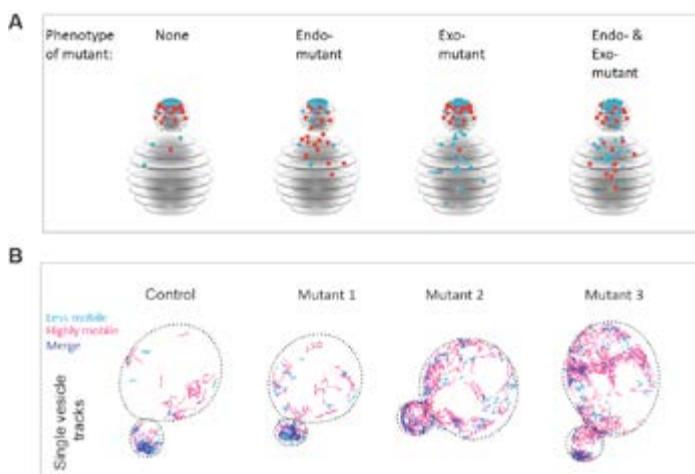 A
Phenotype None Endo- Exo- Endo- &
of mutant: mutant mutant Exo-
mutant
B
Control Mutant 1 Mutant 2 Mutant 3
Less mobile
Highly mobile
Merge
Single vesicle
tracks